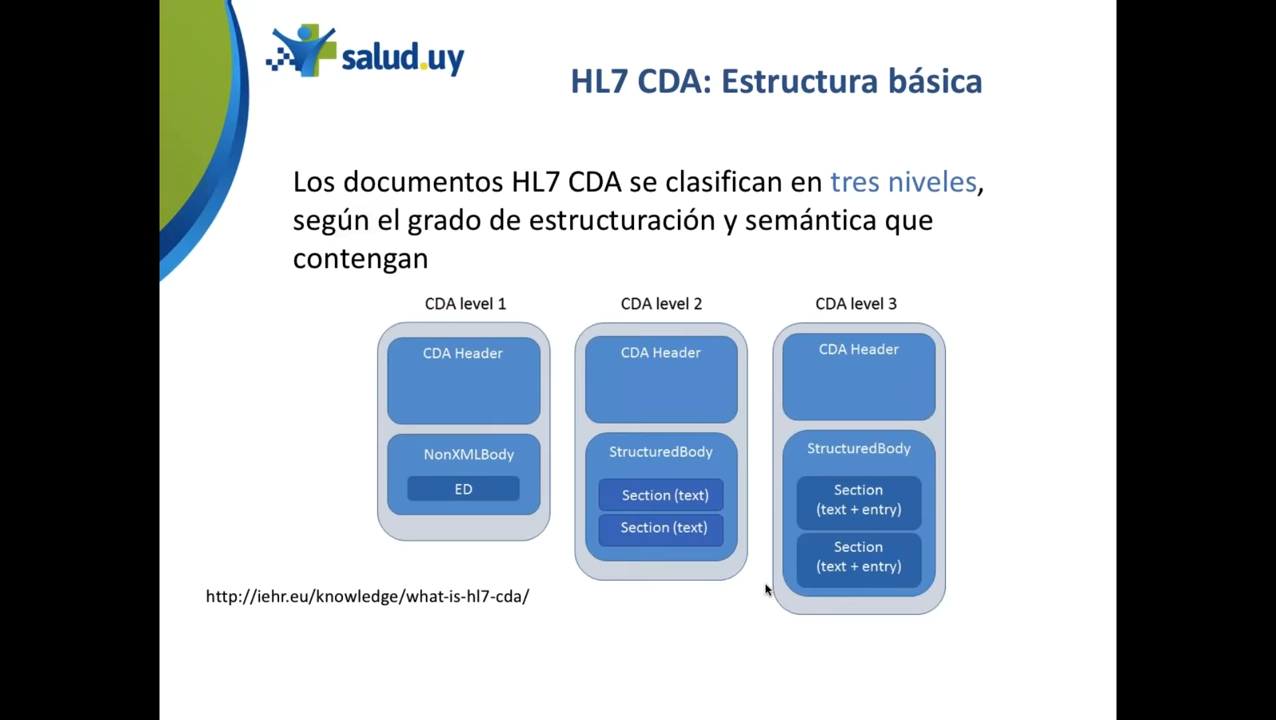 salud.uy
HL7 CDA: Estructura básica
Los documentos HL7 CDA se clasifican en tres niveles,
según el grado de estructuración y semántica que
contengan
CDA level 1
CDA Header
NonXMLBody
ED
CDA level 2
CDA Header
StructuredBody
Section (text)
Section (text)
CDA level 3
CDA Header
StructuredBody
Section
(text + entry)
Section
(text + entry)
http://iehr.eu/knowledge/what-is-hl7-cda/